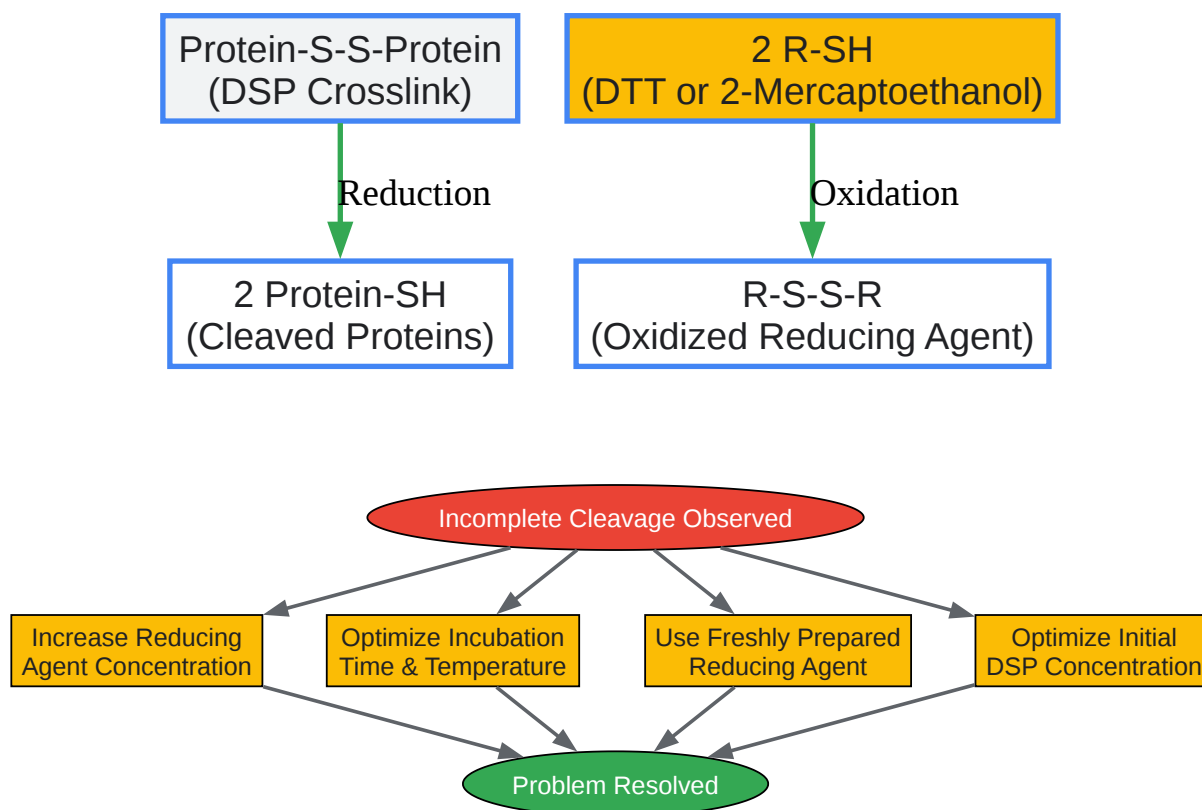 Protein-S-S-Protein
(DSP Crosslink)
2 R-SH
(DTT or 2-Mercaptoethanol)
Reduction
Oxidation
2 Protein-SH
(Cleaved Proteins)
R-S-S-R
(Oxidized Reducing Agent)
Incomplete Cleavage Observed
Increase Reducing
Agent Concentration
Optimize Incubation
Time & Temperature
Use Freshly Prepared
Reducing Agent
Optimize Initial
DSP Concentration
Problem Resolved